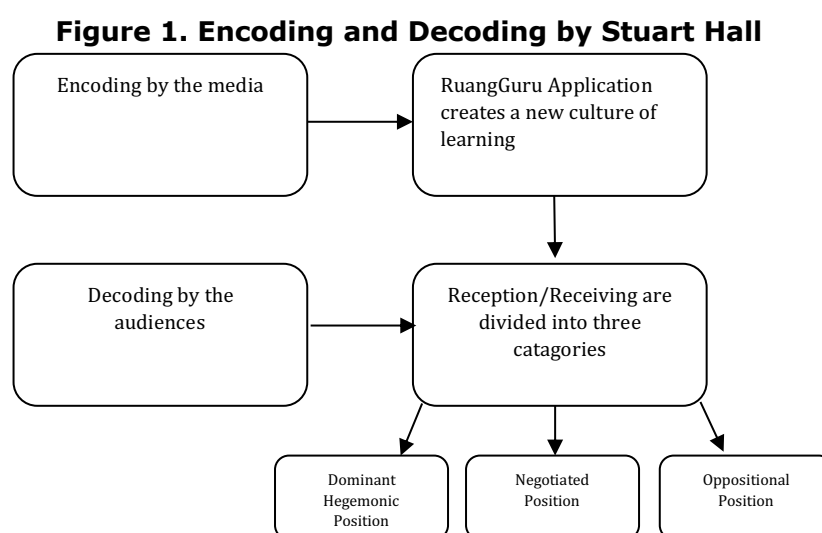 Figure 1. Encoding and Decoding by Stuart Hall
Encoding by the media
RuangGuru Application
creates a new culture of
learning
Decoding by the
audiences
Reception/Receiving are
divided into three
catagories
Dominant
Hegemonic
Position
Negotiated
Position
Oppositional
Position